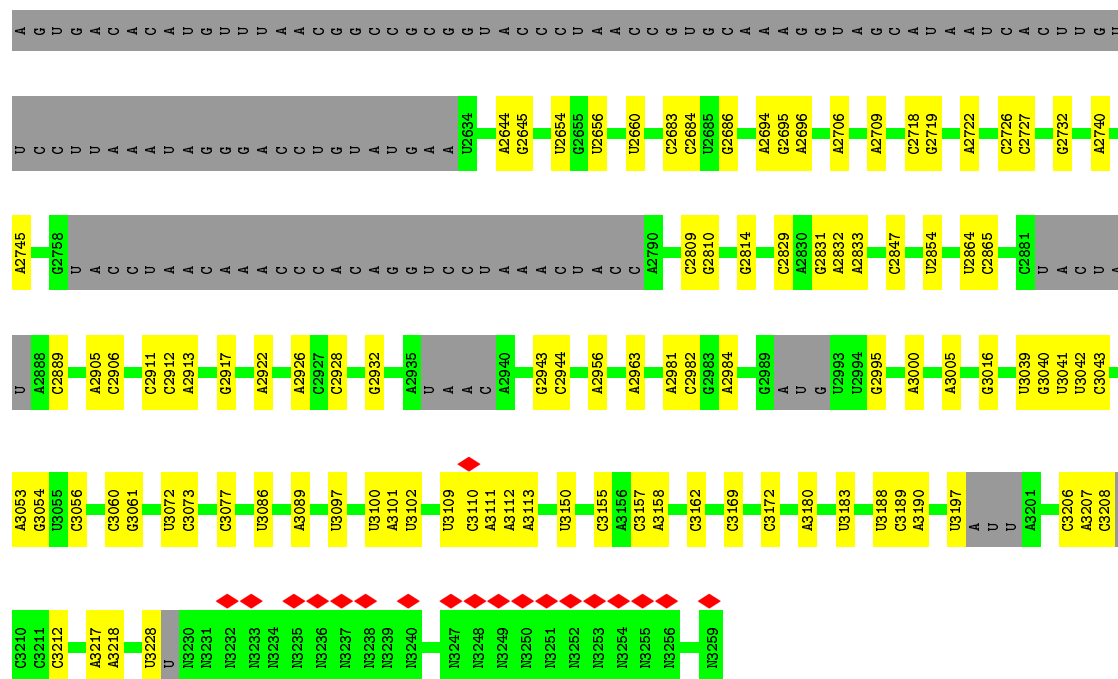 A G U G A C A C A U G U U U A A C G G C C G C G G U A C C C U A A C C G U G C A A A G G U A G C A U A A U C A C U U G U
U C C U U A A A U A G G G A C C U G U A U G A A U2634 A2644 G2645 U2654 G2655 U2656 U2660 C2683 C2684 U2685 G2686 A2694 G2695 A2696 A2706 A2709 C2718 G2719 A2722 C2726 C2727 G2732 A2740
A2745 G2758 U A C C U A A C A A A C C C A C A G G U C C U A A A C U A C C A2790 C2809 G2810 G2814 C2829 A2830 G2831 A2832 A2833 C2847 U2854 U2864 C2865 C2881 U A C U A
U A2888 C2889 A2905 C2906 C2911 C2912 A2913 G2917 A2922 A2926 C2927 C2928 G2932 A2935 U A A C A2940 G2943 C2944 A2956 A2963 A2981 C2982 G2983 A2984 G2989 A U G U2993 U2994 G2995 A3000 A3005 G3016 U3039 G3040 U3041 U3042 C3043
A3053 G3054 U3055 C3056 C3060 G3061 U3072 C3073 C3077 U3086 A3089 U3097 U3100 A3101 U3102 U3109 C3110 A3111 A3112 A3113 U3150 C3155 A3156 C3157 A3158 C3162 C3169 C3172 A3180 U3183 U3188 C3189 A3190 U3197 A U U A3201 C3206 A3207 C3208
C3210 C3211 C3212 A3217 A3218 U3228 U N3230 N3231 N3232 N3233 N3234 N3235 N3236 N3237 N3238 N3239 N3240 N3247 N3248 N3249 N3250 N3251 N3252 N3253 N3254 N3255 N3256 N3259